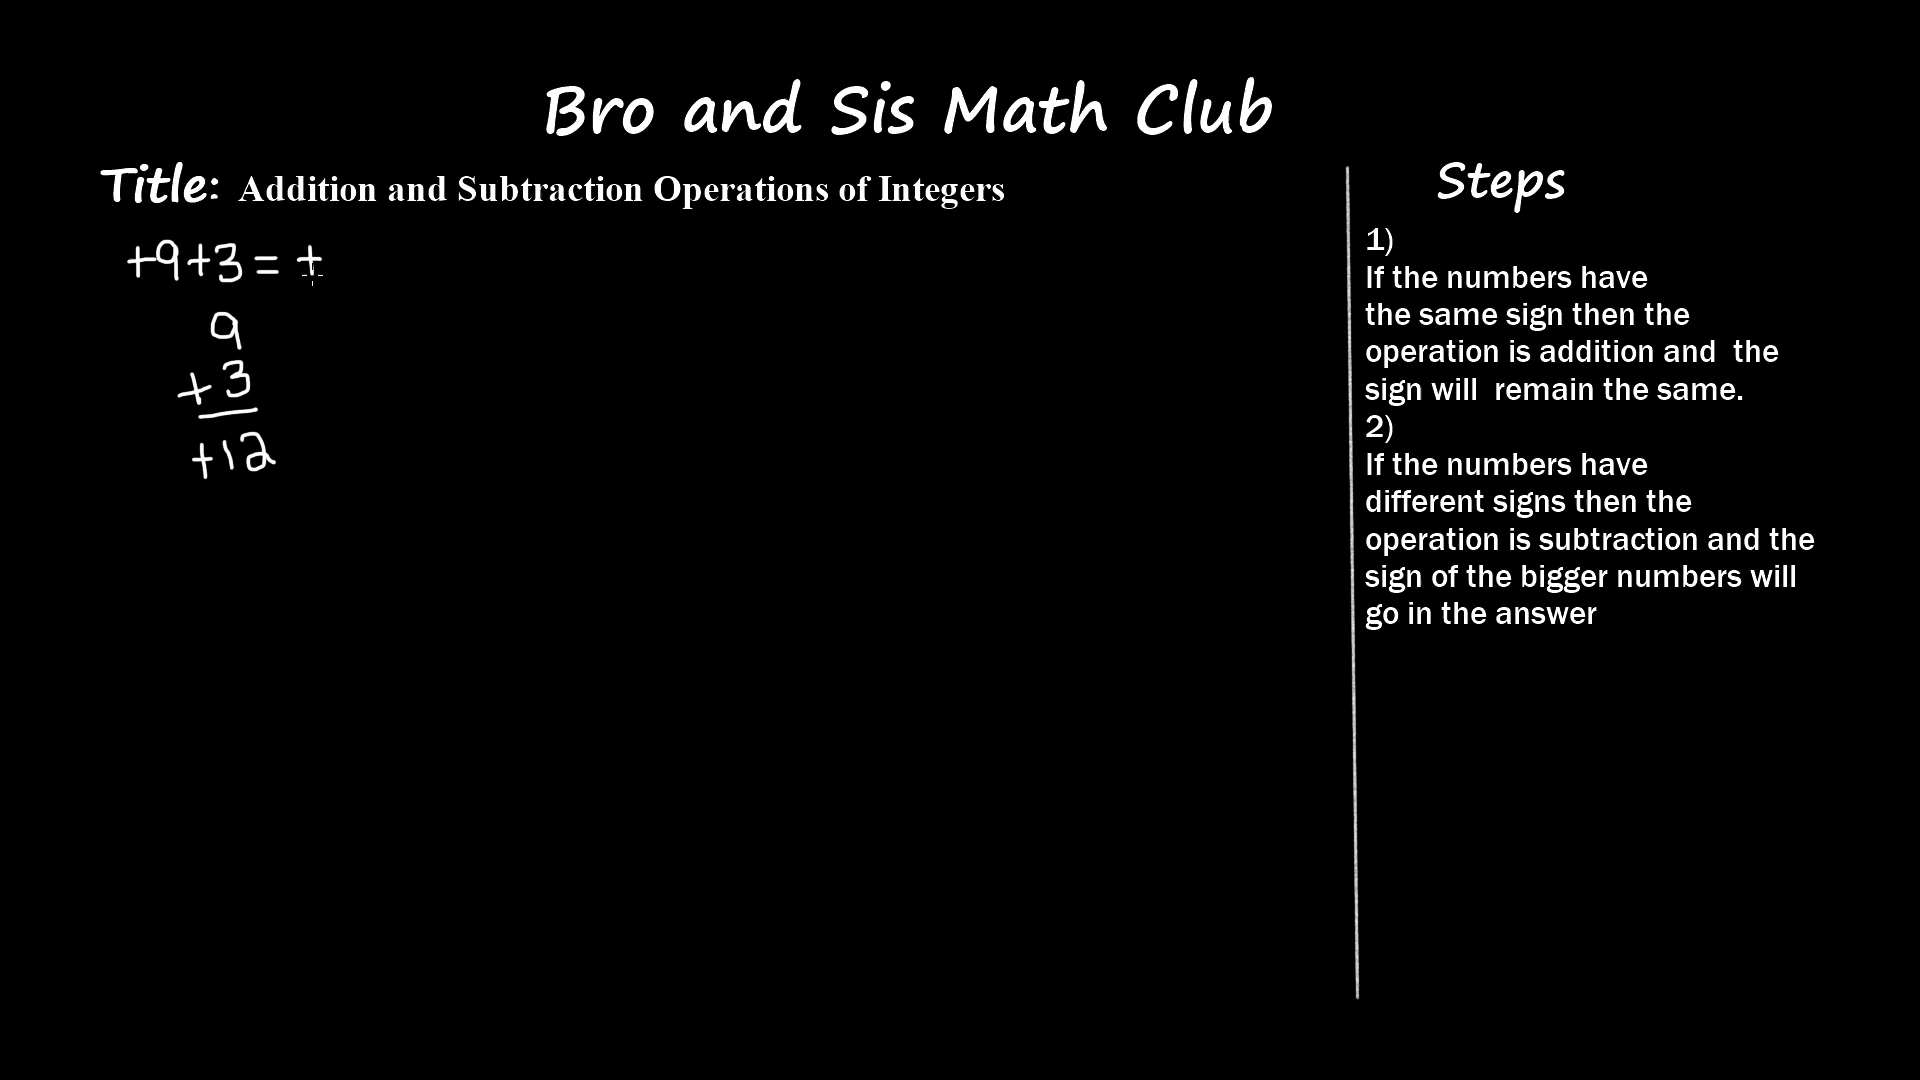 Bro and Sis Math Club
Title: Addition and Subtraction Operations of Integers
+9+3= +
9
+3
+12
Steps
1)
If the numbers have
the same sign then the
operation is addition and  the
sign will  remain the same.
2)
If the numbers have
different signs then the
operation is subtraction and the
sign of the bigger numbers will
go in the answer